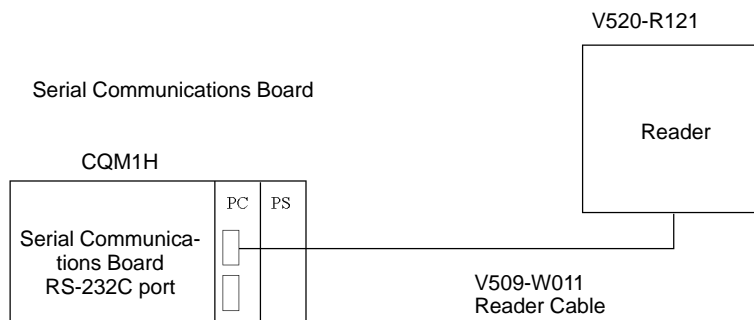 V520-R121
Serial Communications Board
Reader
CQM1H
PC
PS
Serial Communica-
tions Board
RS-232C port
V509-W011
Reader Cable